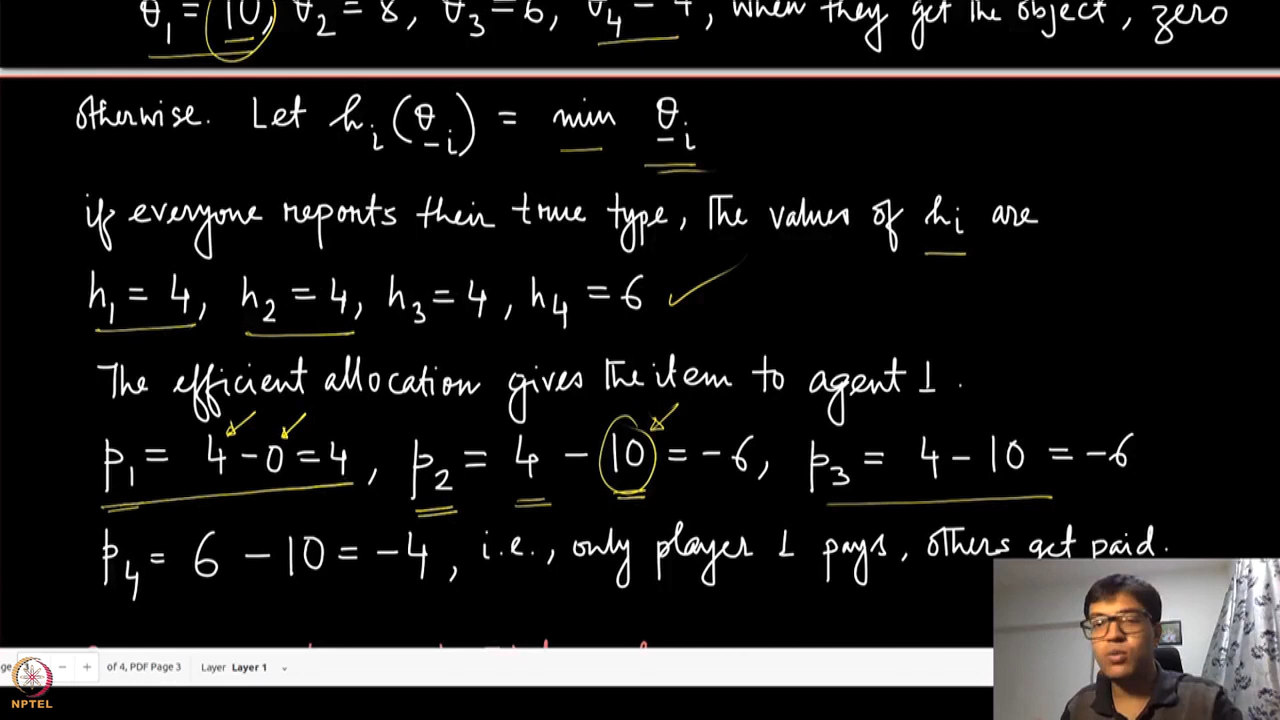 θ₁ = 10, θ₂ = 8, θ₃ = 6, θ₄ = 4, when they get the object, zero
otherwise. Let hᵢ(θ₋ᵢ) = min θ₋ᵢ
if everyone reports their true type, the values of hᵢ are
h₁ = 4, h₂ = 4, h₃ = 4, h₄ = 6
The efficient allocation gives the item to agent 1.
p₁ = 4 - 0 = 4, p₂ = 4 - 10 = -6, p₃ = 4 - 10 = -6
p₄ = 6 - 10 = -4, i.e., only player 1 pays, others get paid.
of 4, PDF Page 3 Layer Layer 1
NPTEL